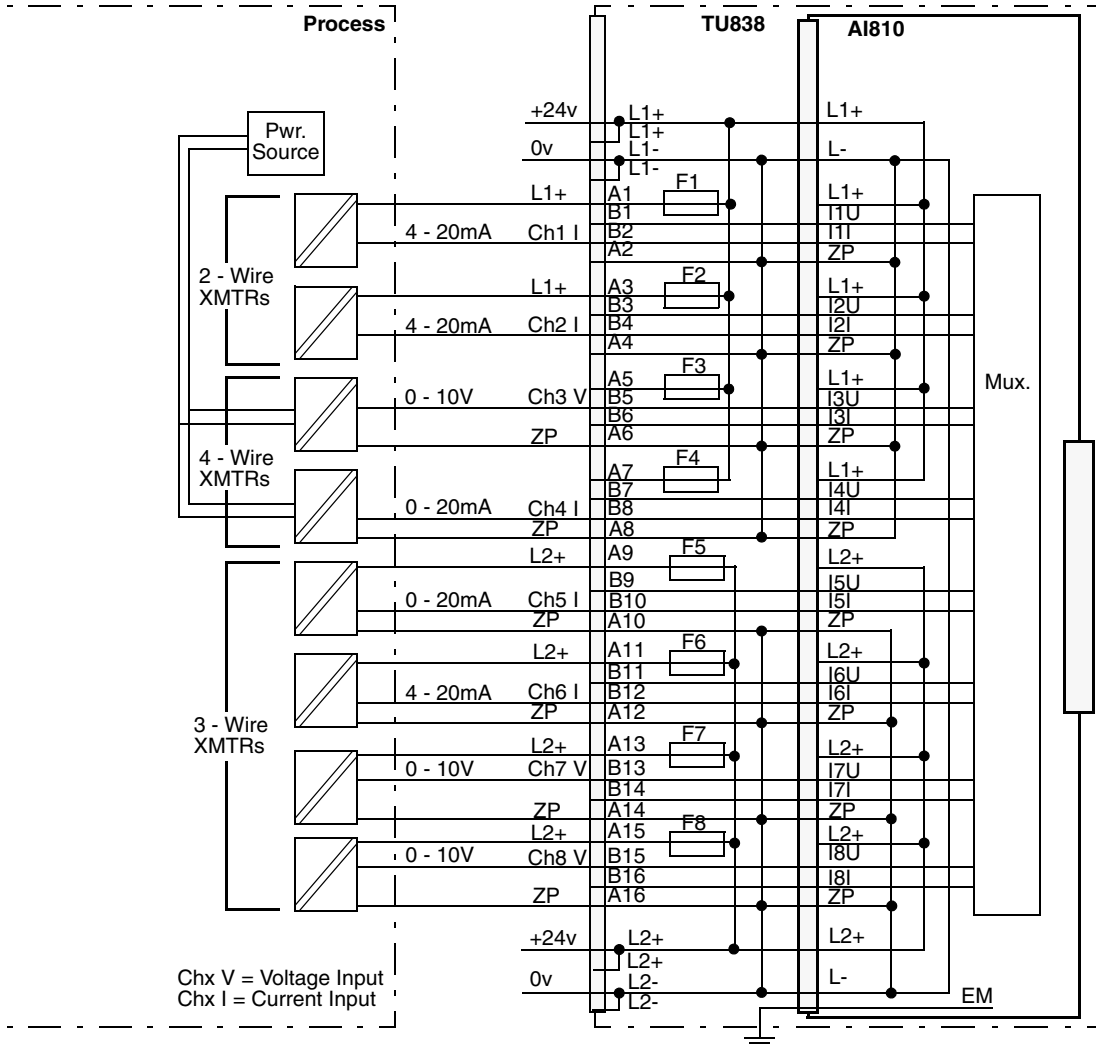 Process TU838 AI810
+24v L1+ L1+
L1+
Pwr.
Source
0v L1- L-
L1-
L1+ A1 F1 L1+
B1 I1U
4 - 20mA Ch1 I B2 I1I
A2 ZP
2 - Wire
XMTRs
L1+ A3 F2 L1+
B3 I2U
4 - 20mA Ch2 I B4 I2I
A4 ZP
A5 F3 L1+
0 - 10V Ch3 V B5 I3U
B6 I3I
ZP A6 ZP
Mux.
4 - Wire
XMTRs
A7 F4 L1+
B7 I4U
0 - 20mA Ch4 I B8 I4I
ZP A8 ZP
L2+ A9 F5 L2+
B9 I5U
0 - 20mA Ch5 I B10 I5I
ZP A10 ZP
L2+ A11 F6 L2+
B11 I6U
4 - 20mA Ch6 I B12 I6I
ZP A12 ZP
3 - Wire
XMTRs
L2+ A13 F7 L2+
0 - 10V Ch7 V B13 I7U
B14 I7I
ZP A14 ZP
L2+ A15 F8 L2+
0 - 10V Ch8 V B15 I8U
B16 I8I
ZP A16 ZP
+24v L2+ L2+
L2+
0v L2- L-
L2-
EM
Chx V = Voltage Input
Chx I = Current Input